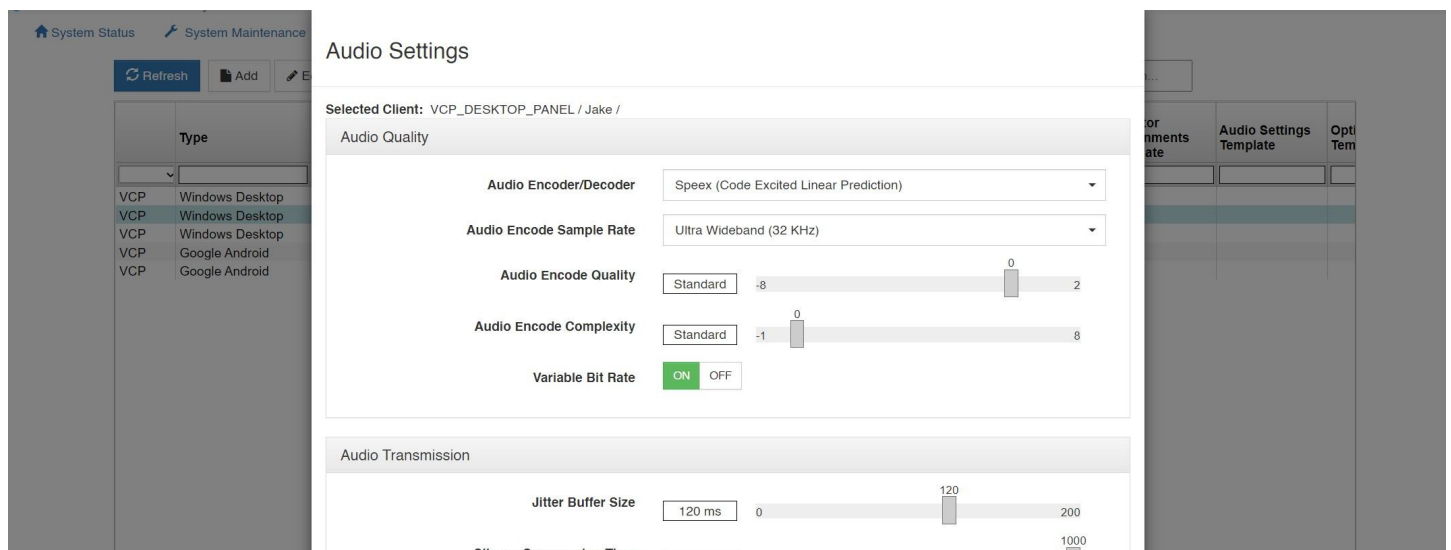 System Status System Maintenance
Audio Settings
Refresh Add
Selected Client: VCP_DESKTOP_PANEL / Jake /
Audio Quality
Type
Audio Settings
Template
Audio Encoder/Decoder Speex (Code Excited Linear Prediction)
Audio Encode Sample Rate Ultra Wideband (32 KHz)
VCP Windows Desktop
VCP Windows Desktop
VCP Windows Desktop
VCP Google Android
VCP Google Android
0
Audio Encode Quality Standard -8 2
0
Audio Encode Complexity Standard -1 8
Variable Bit Rate ON OFF
Audio Transmission
120
Jitter Buffer Size 120 ms 0 200
1000